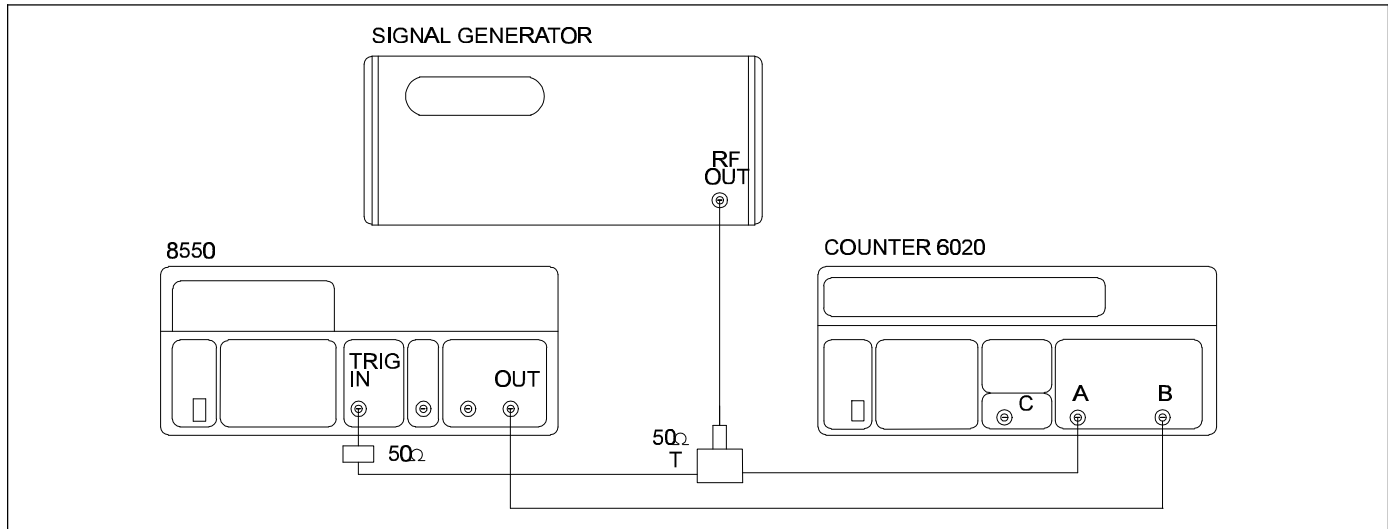 SIGNAL GENERATOR
RF
OUT
8550
COUNTER 6020
TRIG
IN
OUT
C
A
B
50Ω
50Ω
T